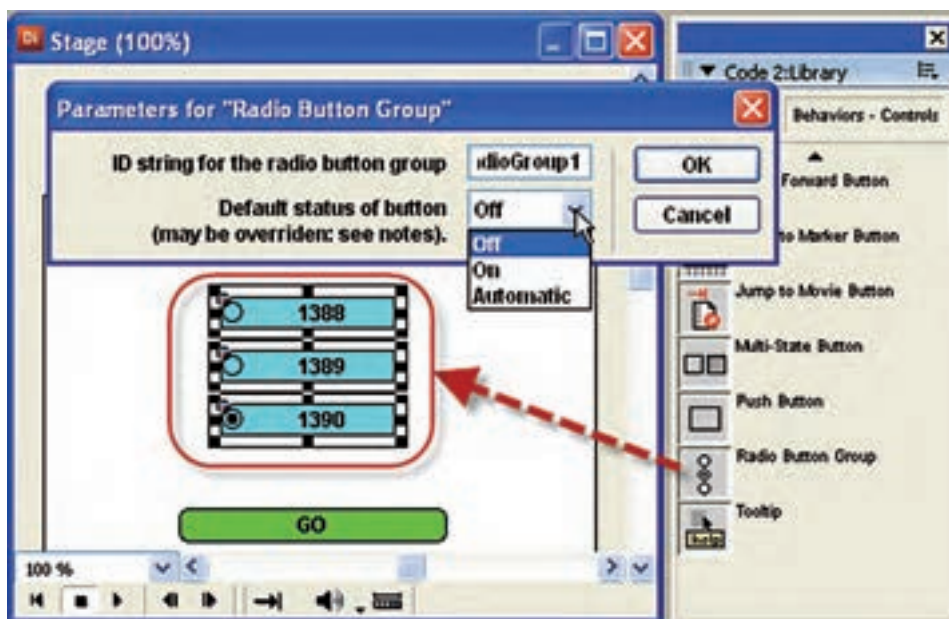 Di Stage (100%)
Parameters for "Radio Button Group"
ID string for the radio button group
dioGroup1
OK
Default status of button
(may be overriden: see notes).
Off
Cancel
Off
On
Automatic
1388
1389
1390
GO
100 %
Code 2:Library
Behaviors - Controls
Forward Button
to Marker Button
Jump to Movie Button
Multi-State Button
Push Button
Radio Button Group
Tooltip
help